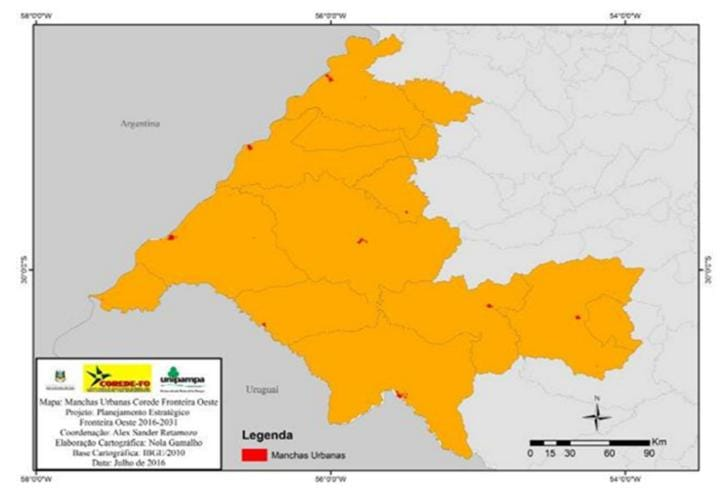 58°0'0"W
56°0'0"W
54°0'0"W
Argentina
30°0'0"S
30°0'0"S
Uruguai
COREDE-FO
unipampa
Mapa: Manchas Urbanas Corede Fronteira Oeste
Projeto: Planejamento Estratégico
Fronteira Oeste 2016-2031
Coordenação: Alex Sander Retamozo
Elaboração Cartográfica: Nola Gamalho
Base Cartográfica: IBGE/2010
Data: Julho de 2016
Legenda
Manchas Urbanas
N
Km
0 15 30 60 90
58°0'0"W
56°0'0"W
54°0'0"W